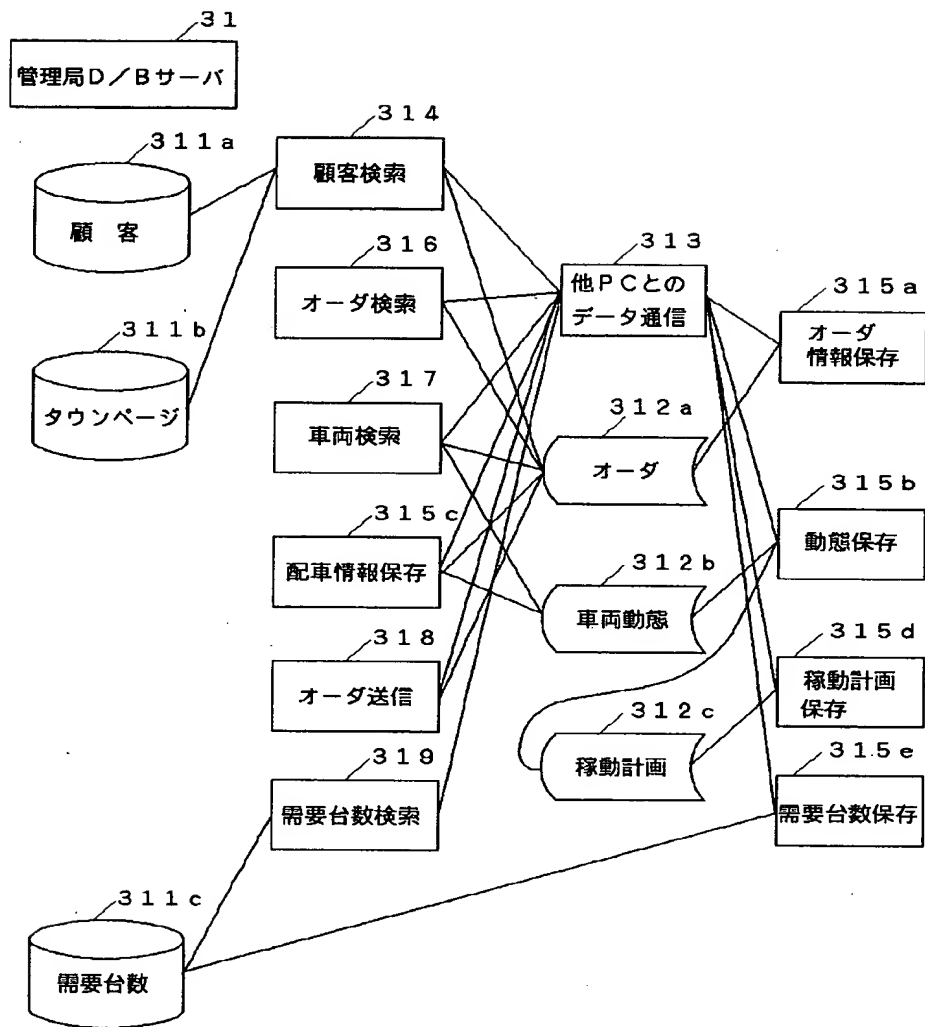 ３１
管理局Ｄ／Ｂサーバ
３１１ａ
顧 客
３１１ｂ
タウンページ
３１４
顧客検索
３１６
オーダ検索
３１７
車両検索
３１５ｃ
配車情報保存
３１８
オーダ送信
３１９
需要台数検索
３１１ｃ
需要台数
３１３
他ＰＣとの
データ通信
３１２ａ
オーダ
３１２ｂ
車両動態
３１２ｃ
稼動計画
３１５ａ
オーダ
情報保存
３１５ｂ
動態保存
３１５ｄ
稼動計画
保存
３１５ｅ
需要台数保存